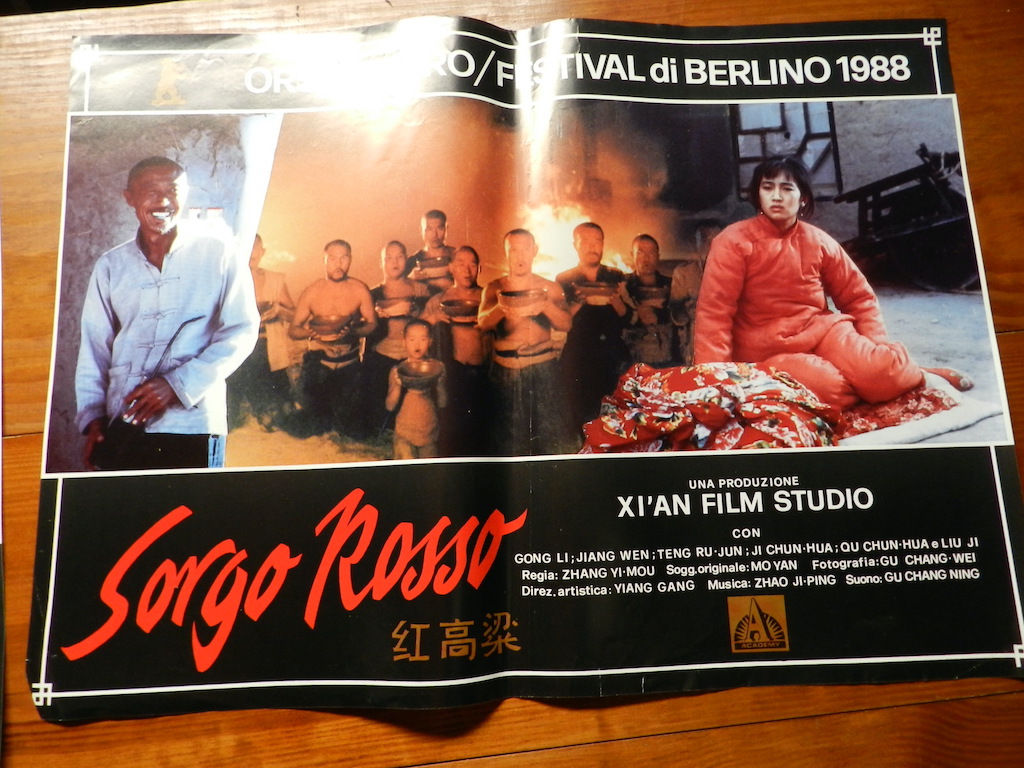 ORSO D'ORO/FESTIVAL di BERLINO 1988
UNA PRODUZIONE
XI'AN FILM STUDIO
CON
GONG LI; JIANG WEN; TENG RU·JUN; JI CHUN·HUA; QU CHUN·HUA e LIU JI
Regia: ZHANG YI·MOU Sogg.originale: MO YAN Fotografia: GU CHANG·WEI
Direz. artistica: YIANG GANG Musica: ZHAO JI·PING Suono: GU CHANG NING
Sorgo Rosso
红高粱
ACADEMY